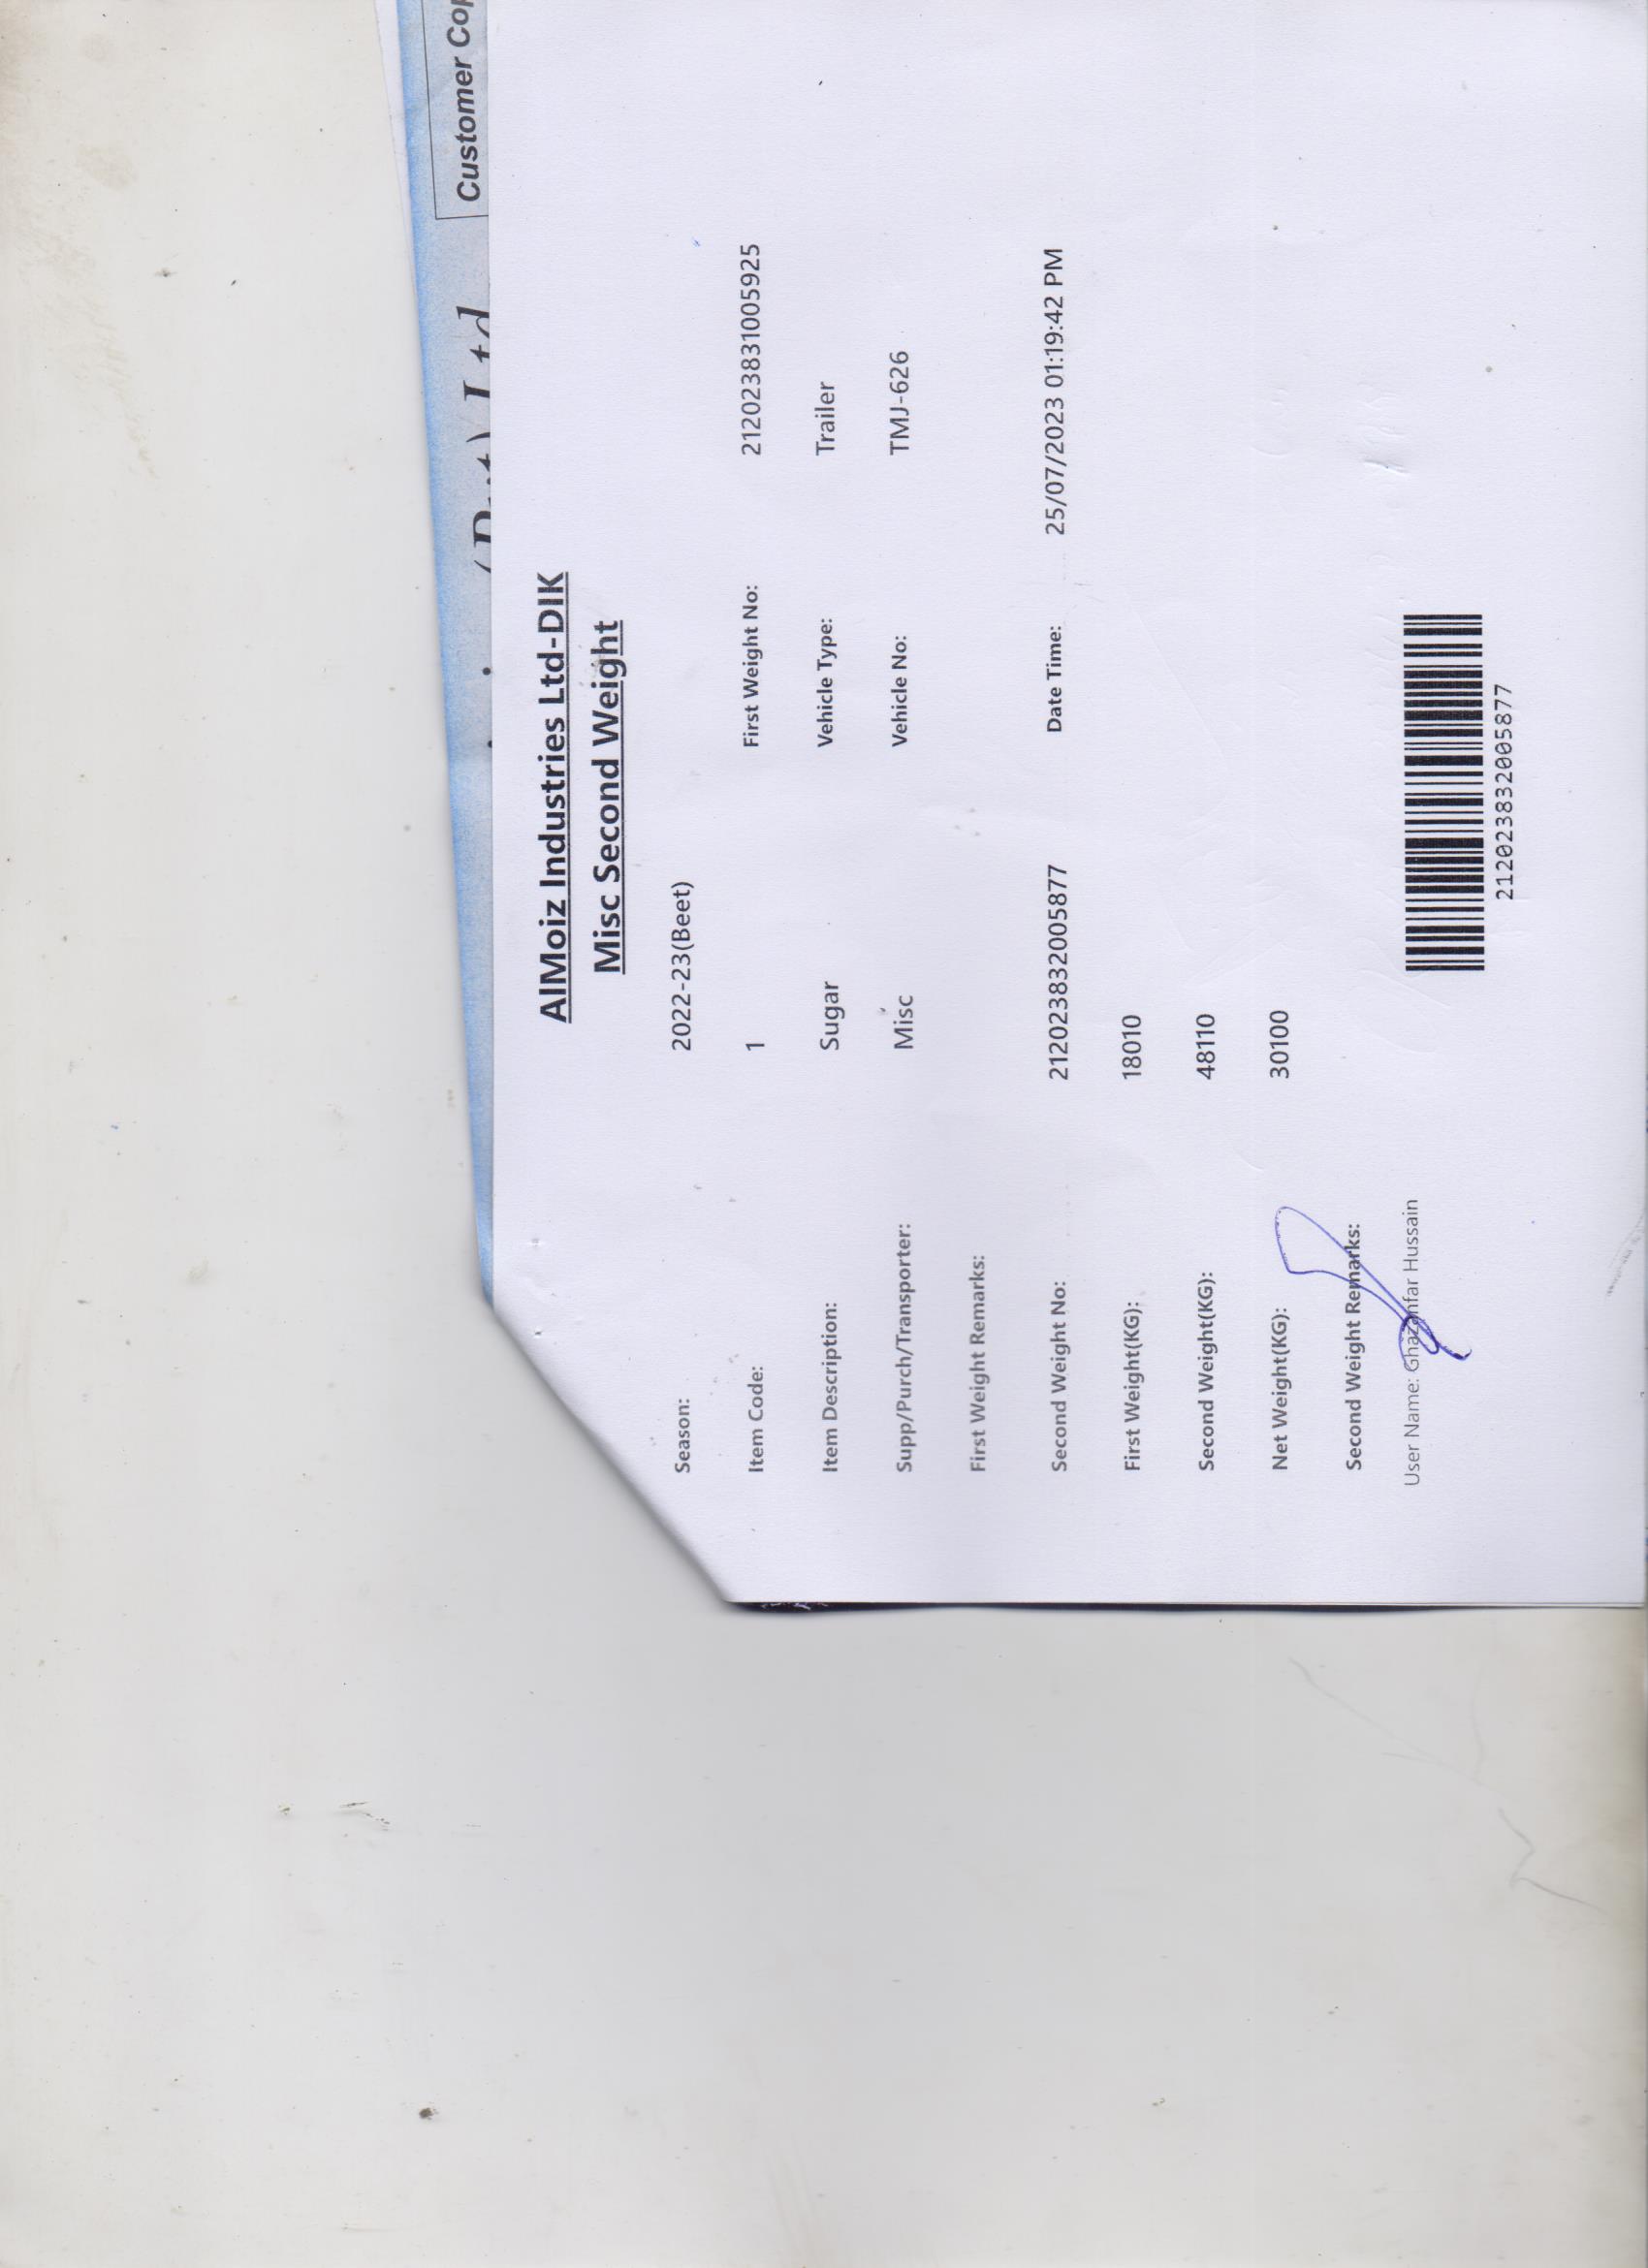 Customer Cop
(Pvt) Ltd
AlMoiz Industries Ltd-DIK
Misc Second Weight
Season: 2022-23(Beet)
Item Code: 1 First Weight No: 212023831005925
Item Description: Sugar Vehicle Type: Trailer
Supp/Purch/Transporter: Misc Vehicle No: TMJ-626
First Weight Remarks:
Second Weight No: 212023832005877 Date Time: 25/07/2023 01:19:42 PM
First Weight(KG): 18010
Second Weight(KG): 48110
Net Weight(KG): 30100
Second Weight Remarks:
User Name: Ghazanfar Hussain
212023832005877